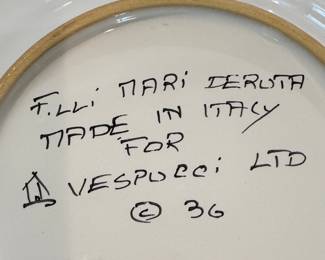 F.LLi MARi DERUTA
MADE IN ITALY
FOR
VESPUCCi LTD
© 36